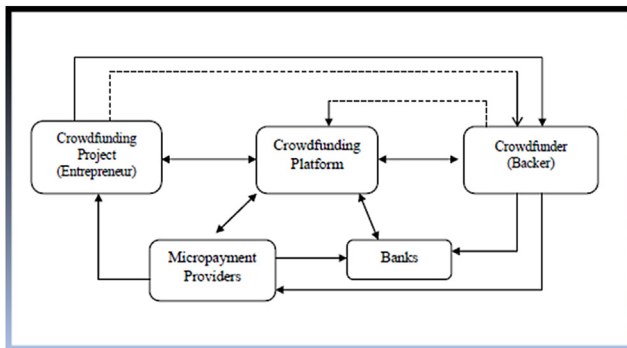 Crowdfunding
Project
(Entrepreneur)
Crowdfunding
Platform
Crowdfunder
(Backer)
Micropayment
Providers
Banks